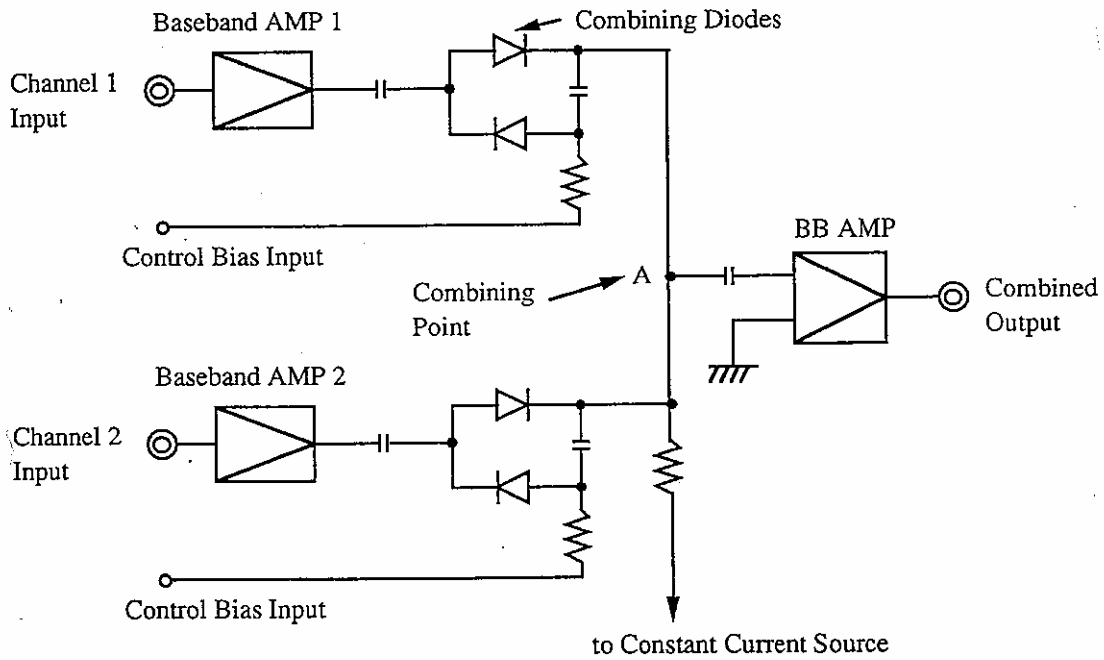 Baseband AMP 1
Combining Diodes
Channel 1
Input
Control Bias Input
BB AMP
Combining
Point
A
Combined
Output
Baseband AMP 2
Channel 2
Input
Control Bias Input
to Constant Current Source